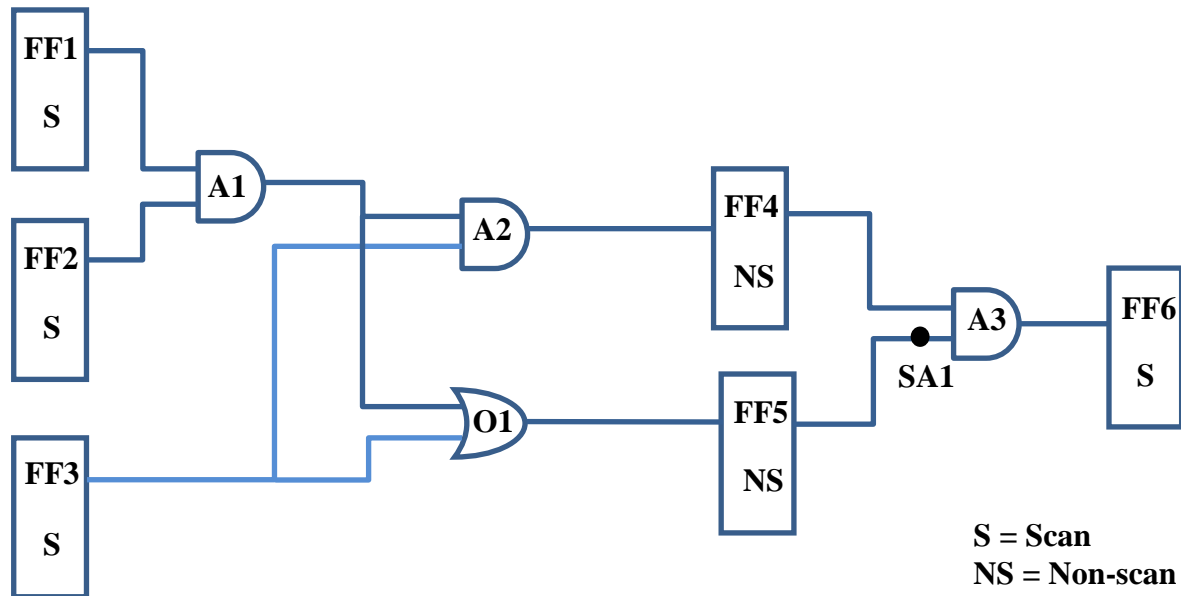 FF1
S
A1
FF2
S
FF3
S
A2
O1
FF4
NS
FF5
NS
SA1
A3
FF6
S
S = Scan
NS = Non-scan